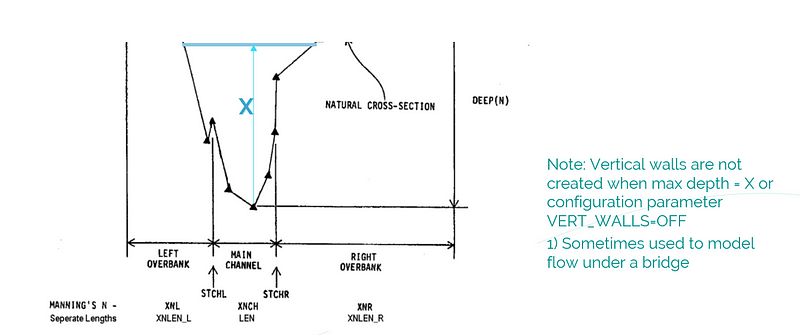 X
NATURAL CROSS-SECTION
DEEP(N)
Note: Vertical walls are not
created when max depth = X or
configuration parameter
VERT_WALLS=OFF
1) Sometimes used to model
flow under a bridge
LEFT
OVERBANK
MAIN
CHANNEL
RIGHT
OVERBANK
STCHL
STCHR
MANNING'S N - XNL XNCH XNR
Seperate Lengths XNLEN_L LEN XNLEN_R